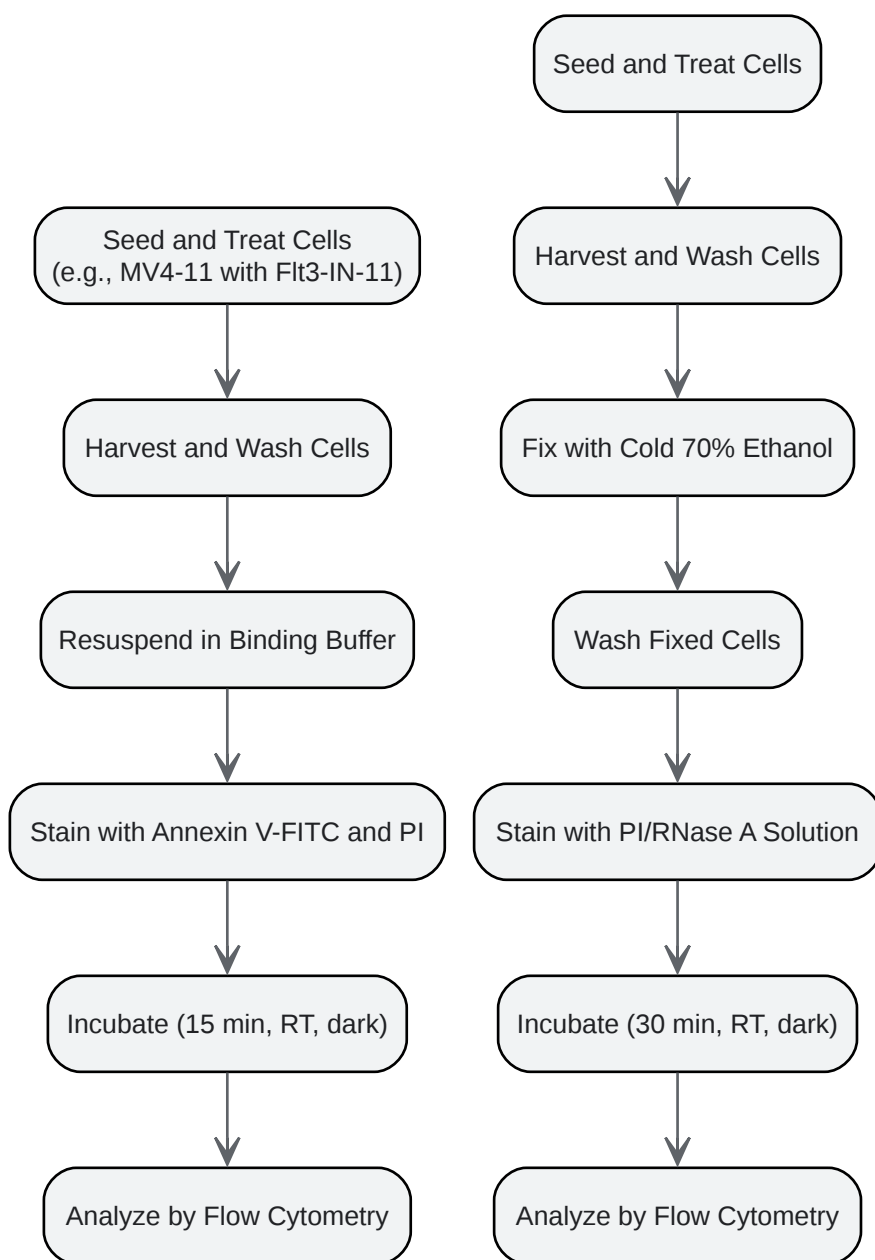 Seed and Treat Cells
(e.g., MV4-11 with Flt3-IN-11)
Harvest and Wash Cells
Resuspend in Binding Buffer
Stain with Annexin V-FITC and PI
Incubate (15 min, RT, dark)
Analyze by Flow Cytometry
Seed and Treat Cells
Harvest and Wash Cells
Fix with Cold 70% Ethanol
Wash Fixed Cells
Stain with PI/RNase A Solution
Incubate (30 min, RT, dark)
Analyze by Flow Cytometry